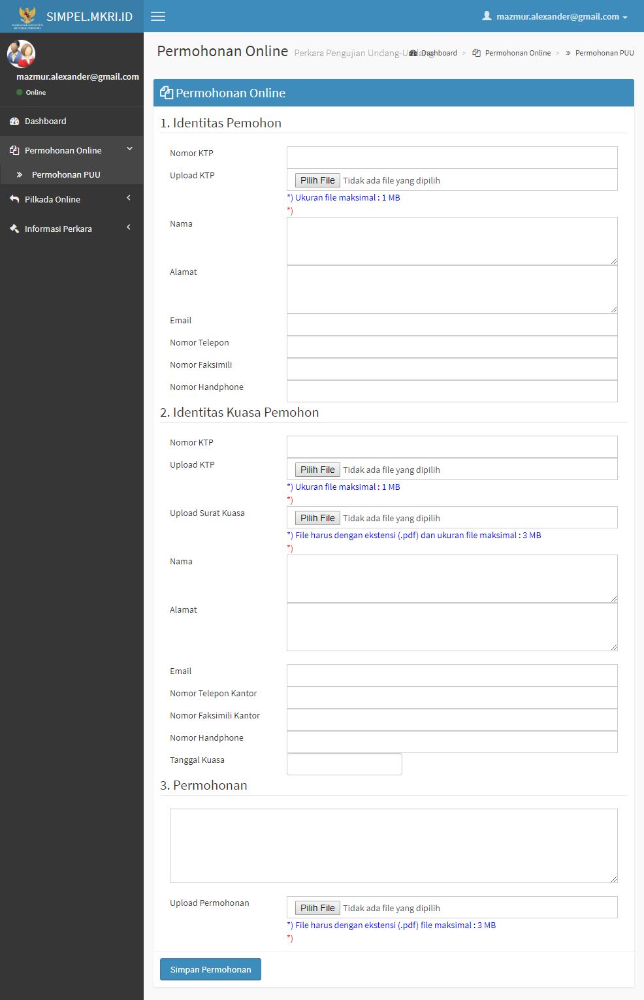 SIMPEL.MKRI.ID
mazmur.alexander@gmail.com
mazmur.alexander@gmail.com
Online
Dashboard
Permohonan Online
Permohonan PUU
Pilkada Online
Informasi Perkara
Permohonan Online Perkara Pengujian Undang-Undang
Dashboard > Permohonan Online > Permohonan PUU
Permohonan Online
1. Identitas Pemohon
Nomor KTP
Upload KTP Pilih File Tidak ada file yang dipilih
*) Ukuran file maksimal : 1 MB
*)
Nama
Alamat
Email
Nomor Telepon
Nomor Faksimili
Nomor Handphone
2. Identitas Kuasa Pemohon
Nomor KTP
Upload KTP Pilih File Tidak ada file yang dipilih
*) Ukuran file maksimal : 1 MB
*)
Upload Surat Kuasa Pilih File Tidak ada file yang dipilih
*) File harus dengan ekstensi (.pdf) dan ukuran file maksimal : 3 MB
*)
Nama
Alamat
Email
Nomor Telepon Kantor
Nomor Faksimili Kantor
Nomor Handphone
Tanggal Kuasa
3. Permohonan
Upload Permohonan Pilih File Tidak ada file yang dipilih
*) File harus dengan ekstensi (.pdf) file maksimal : 3 MB
*)
Simpan Permohonan